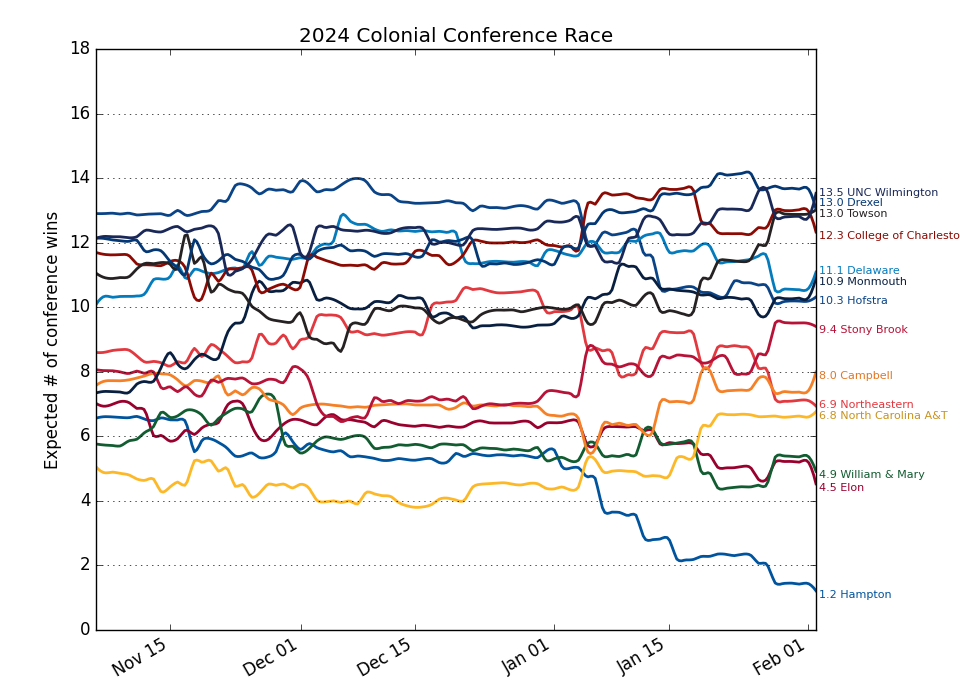 2024 Colonial Conference Race
Expected # of conference wins
18
16
14
12
10
8
6
4
2
0
Nov 15
Dec 01
Dec 15
Jan 01
Jan 15
Feb 01
13.5 UNC Wilmington
13.0 Drexel
13.0 Towson
12.3 College of Charlesto
11.1 Delaware
10.9 Monmouth
10.3 Hofstra
9.4 Stony Brook
8.0 Campbell
6.9 Northeastern
6.8 North Carolina A&T
4.9 William & Mary
4.5 Elon
1.2 Hampton